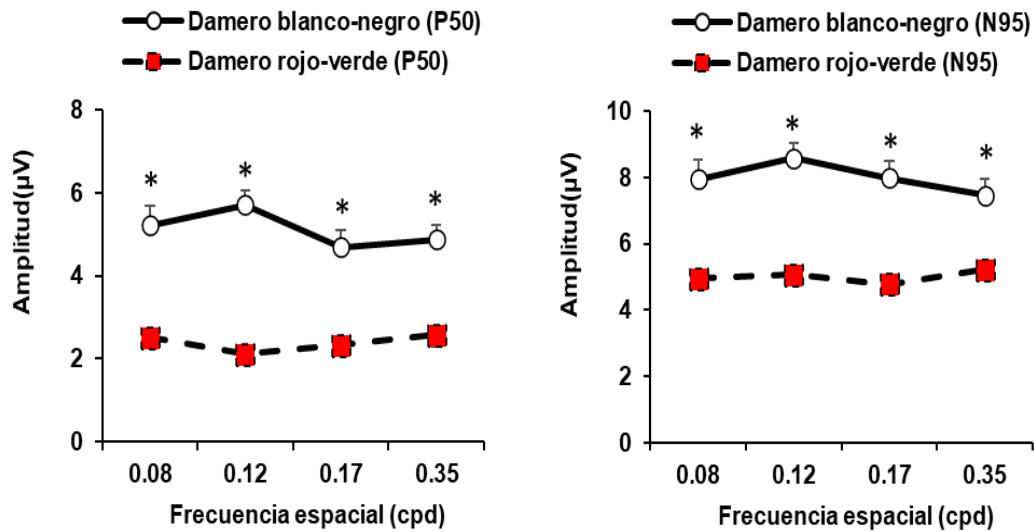 Damero blanco-negro (P50)
Damero rojo-verde (P50)
8
6
4
2
0
Amplitud(µV)
* * * *
0.08 0.12 0.17 0.35
Frecuencia espacial (cpd)
Damero blanco-negro (N95)
Damero rojo-verde (N95)
10
8
6
4
2
0
Amplitud(µV)
* * * *
0.08 0.12 0.17 0.35
Frecuencia espacial (cpd)